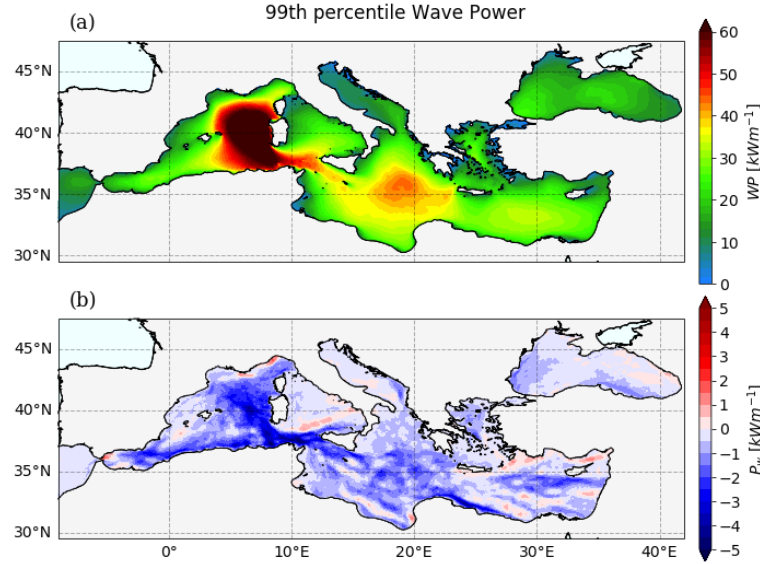 99th percentile Wave Power
(a)
45°N
40°N
35°N
30°N
60
50
40
30
20
10
0
WP [kWm⁻¹]
(b)
45°N
40°N
35°N
30°N
0°
10°E
20°E
30°E
40°E
5
4
3
2
1
0
−1
−2
−3
−4
−5
P_w [kWm⁻¹]